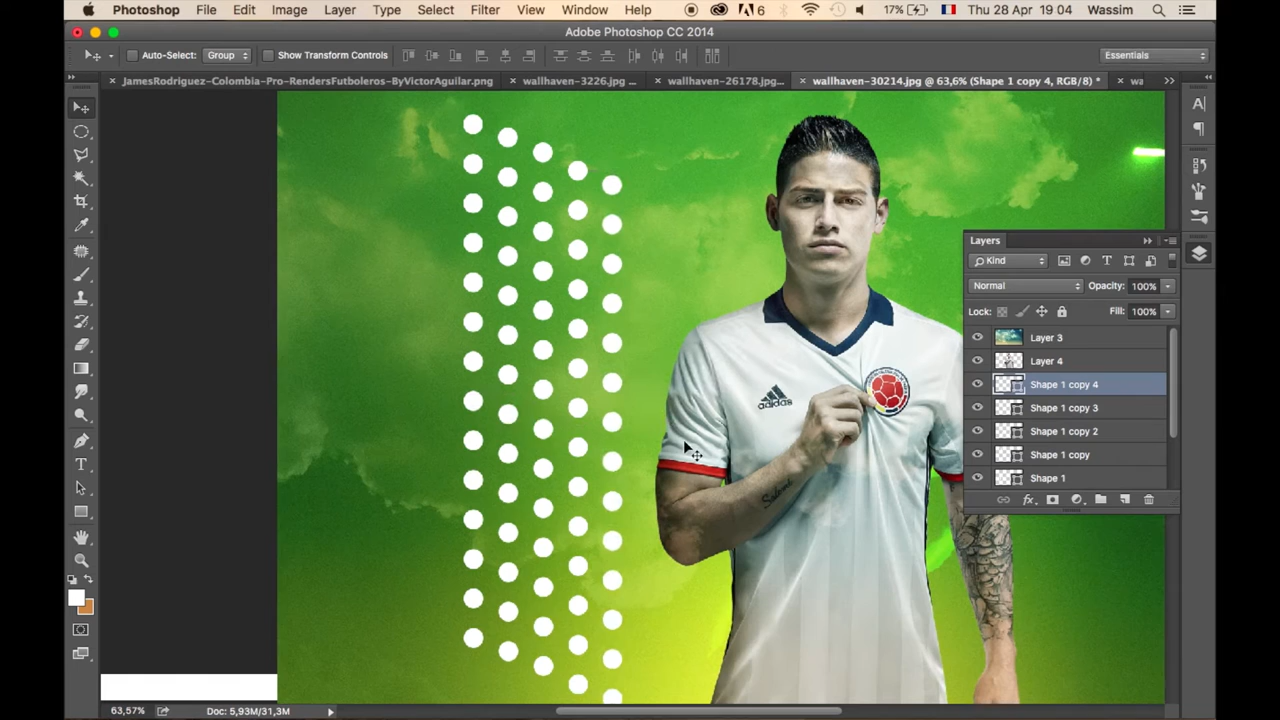 Photoshop File Edit Image Layer Type Select Filter View Window Help 6 17% Thu 28 Apr 19 04 Wassim
Adobe Photoshop CC 2014
Auto-Select: Group Show Transform Controls Essentials
JamesRodriguez-Colombia-Pro-RendersFutboleros-ByVictorAguilar.png wallhaven-3226.jpg ... wallhaven-26178.jpg... wallhaven-30214.jpg @ 63,6% (Shape 1 copy 4, RGB/8) * wa
Layers
Kind
Normal Opacity: 100%
Lock: Fill: 100%
Layer 3
Layer 4
Shape 1 copy 4
Shape 1 copy 3
Shape 1 copy 2
Shape 1 copy
Shape 1
adidas
63,57% Doc: 5,93M/31,3M